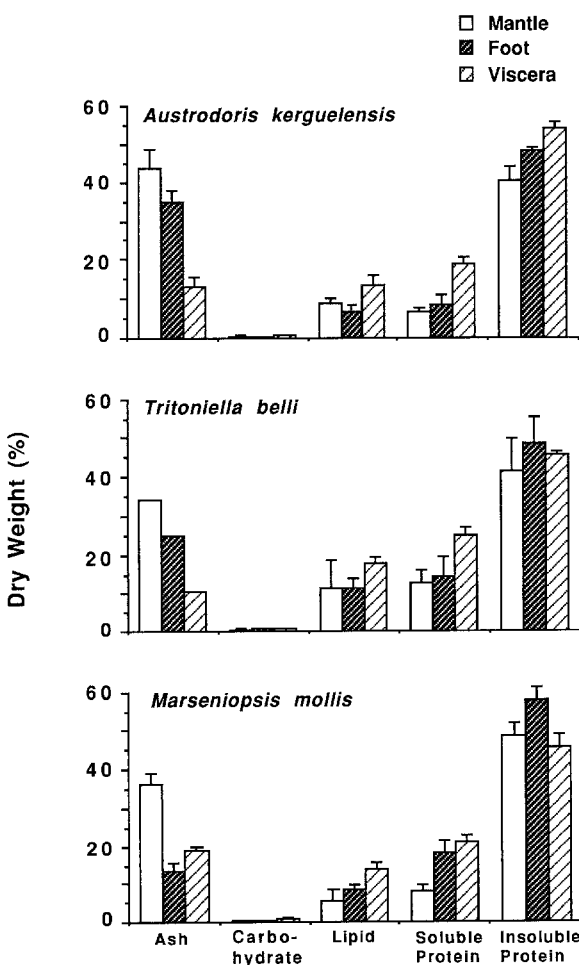 Mantle
Foot
Viscera
Austrodoris kerguelensis
60
40
20
0
Tritoniella belli
60
40
20
0
Dry Weight (%)
Marseniopsis mollis
60
40
20
0
Ash
Carbo-
hydrate
Lipid
Soluble
Protein
Insoluble
Protein